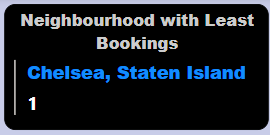 Neighbourhood with Least
Bookings
Chelsea, Staten Island
1